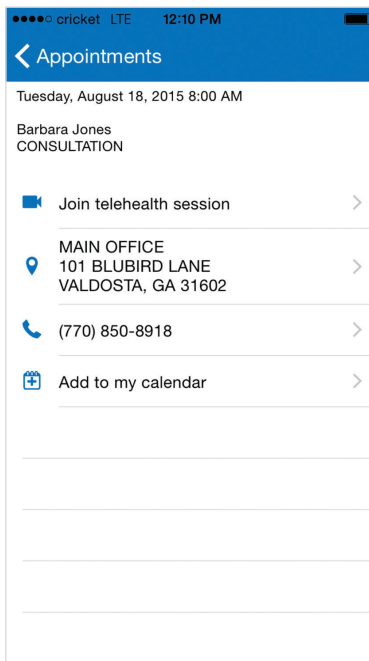 cricket LTE 12:10 PM
Appointments
Tuesday, August 18, 2015 8:00 AM
Barbara Jones
CONSULTATION
Join telehealth session
MAIN OFFICE
101 BLUBIRD LANE
VALDOSTA, GA 31602
(770) 850-8918
Add to my calendar